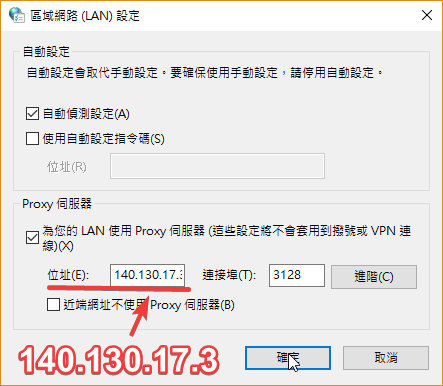 區域網路 (LAN) 設定
自動設定
自動設定會取代手動設定。要確保使用手動設定，請停用自動設定。
自動偵測設定(A)
使用自動設定指令碼(S)
位址(R)
Proxy 伺服器
為您的 LAN 使用 Proxy 伺服器 (這些設定將不會套用到撥號或 VPN 連
線)(X)
位址(E): 140.130.17.3 連接埠(T): 3128 進階(C)
近端網址不使用 Proxy 伺服器(B)
140.130.17.3
確定 取消